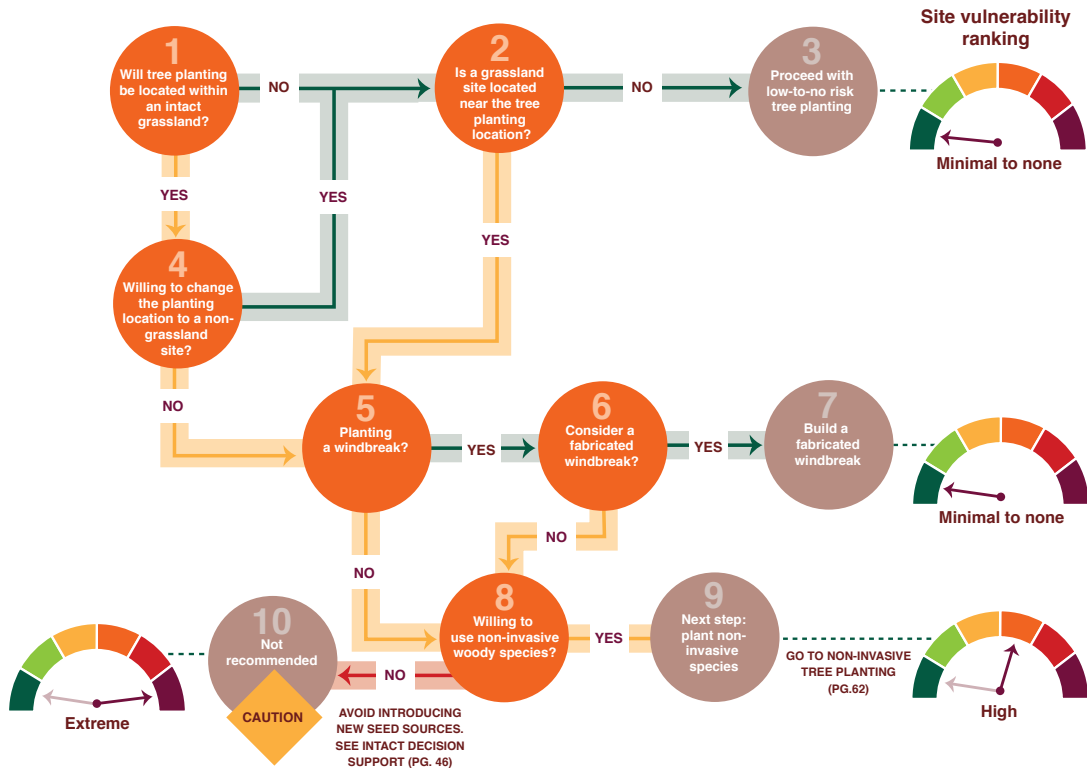 Site vulnerability
ranking
1
Will tree planting
be located within
an intact
grassland?
NO
2
Is a grassland
site located
near the tree
planting
location?
NO
3
Proceed with
low-to-no risk
tree planting
Minimal to none
YES
YES
YES
4
Willing to change
the planting
location to a non-
grassland
site?
NO
5
Planting
a windbreak?
YES
6
Consider a
fabricated
windbreak?
YES
7
Build a
fabricated
windbreak
Minimal to none
NO
NO
8
Willing to
use non-invasive
woody species?
YES
9
Next step:
plant non-
invasive
species
GO TO NON-INVASIVE
TREE PLANTING
(PG.62)
High
NO
10
Not
recommended
CAUTION
AVOID INTRODUCING
NEW SEED SOURCES.
SEE INTACT DECISION
SUPPORT (PG. 46)
Extreme